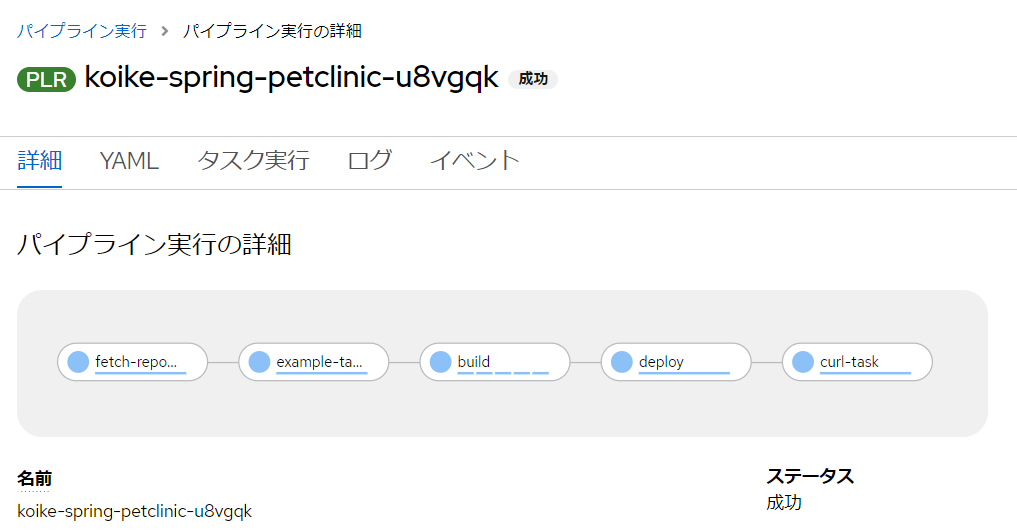 パイプライン実行 > パイプライン実行の詳細
PLR koike-spring-petclinic-u8vgqk 成功
詳細 YAML タスク実行 ログ イベント
パイプライン実行の詳細
fetch-repo... example-ta... build deploy curl-task
名前 ステータス
koike-spring-petclinic-u8vgqk 成功